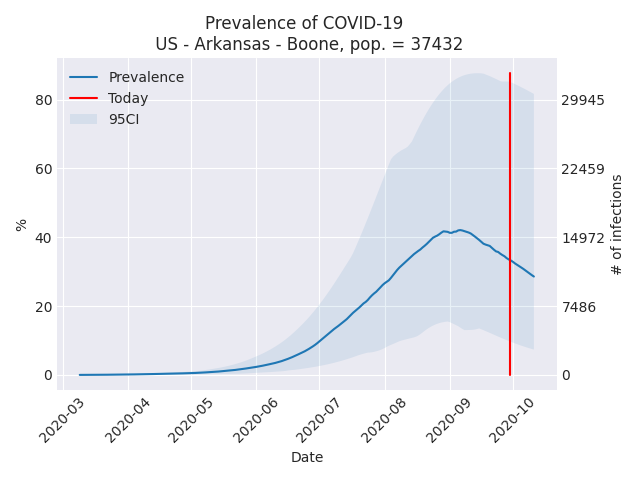 Prevalence of COVID-19
US - Arkansas - Boone, pop. = 37432
Prevalence
Today
95CI
80
60
40
20
0
%
29945
22459
14972
7486
0
# of infections
2020-03
2020-04
2020-05
2020-06
2020-07
2020-08
2020-09
2020-10
Date